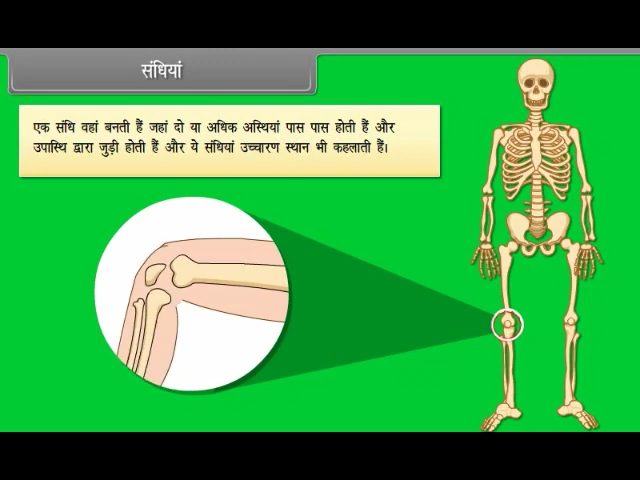 संधियां
एक संधि वहां बनती हैं जहां दो या अधिक अस्थियां पास पास होती हैं और
उपास्थि द्वारा जुड़ी होती हैं और ये संधियां उच्चारण स्थान भी कहलाती हैं।